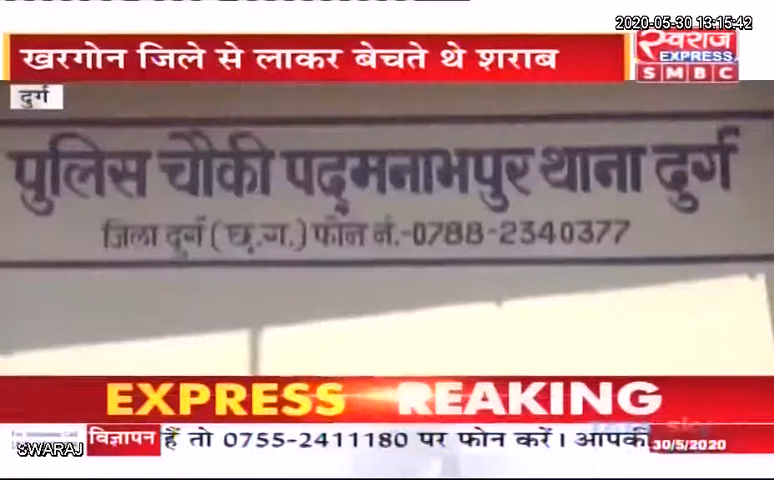 2020-05-30 13:15:42
खरगोन जिले से लाकर बेचते थे शराब
स्वराज
EXPRESS
SMBC
दुर्ग
पुलिस चौकी पद्मनाभपुर थाना दुर्ग
जिला दुर्ग (छ.ग.) फोन नं.-0788-2340377
EXPRESS REAKING
विज्ञापन हैं तो 0755-2411180 पर फोन करें। आपकी
30/5/2020
SWARAJ